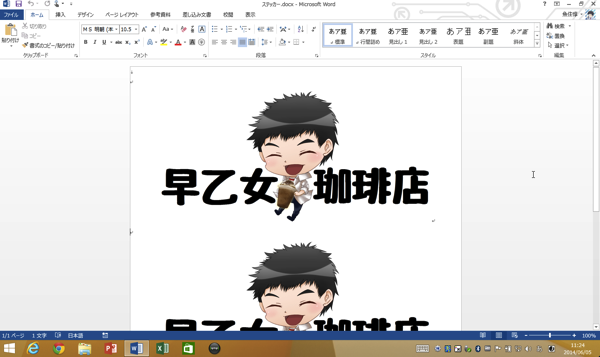 ステッカー.docx - Microsoft Word
ファイル ホーム 挿入 デザイン ページ レイアウト 参考資料 差し込み文書 校閲 表示
貼り付け
切り取り
コピー
書式のコピー/貼り付け
MS 明朝 (本 10.5
あア亜 標準
あア亜 行間詰め
あア亜 見出し 1
あア亜 見出し 2
あア亜 表題
あア亜 副題
あア亜 斜体
検索
置換
選択
クリップボード フォント 段落 スタイル 編集
早乙女 珈琲店
早乙女 珈琲店
1/1 ページ 1 文字 日本語 100%
11:24
2014/06/05